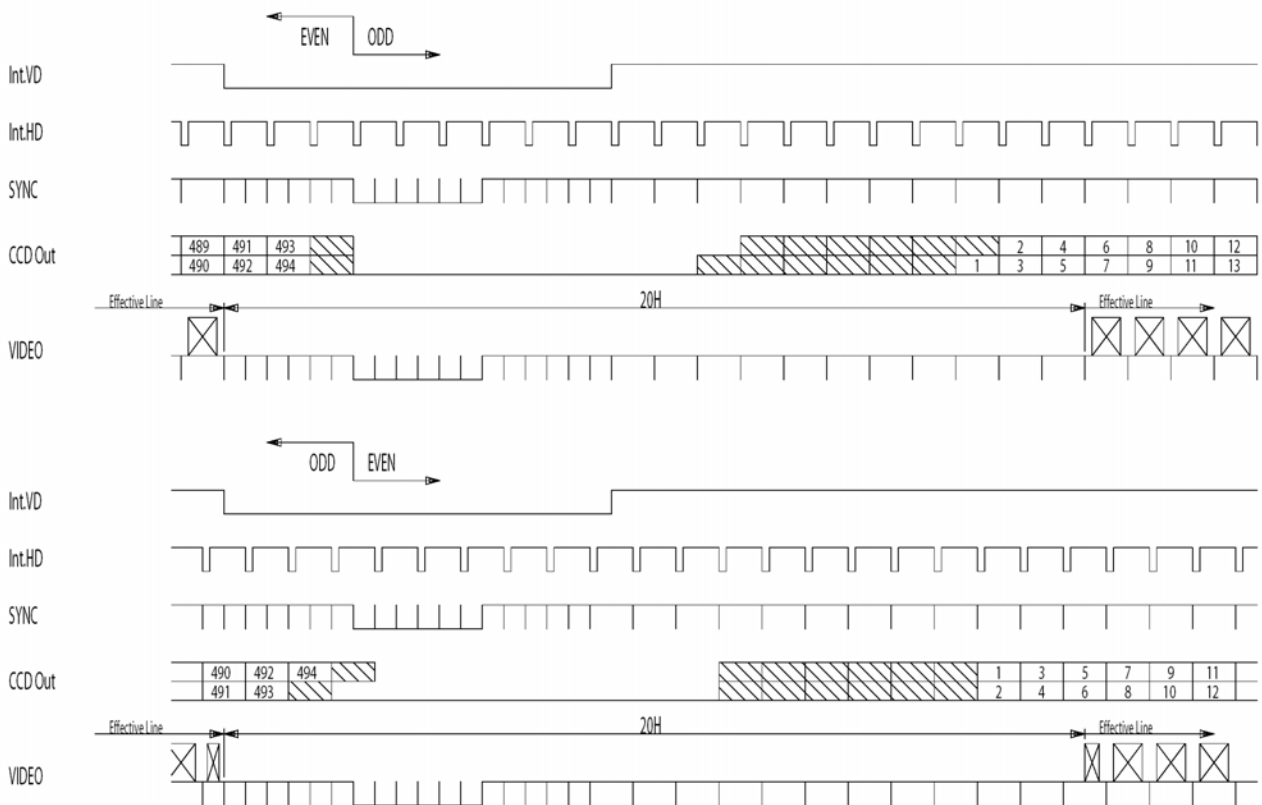 EVEN ODD
Int.VD
Int.HD
SYNC
489 491 493 2 4 6 8 10 12
CCD Out
490 492 494 1 3 5 7 9 11 13
Effective Line 20H Effective Line
VIDEO
ODD EVEN
Int.VD
Int.HD
SYNC
490 492 494 1 3 5 7 9 11
CCD Out
491 493 2 4 6 8 10 12
Effective Line 20H Effective Line
VIDEO